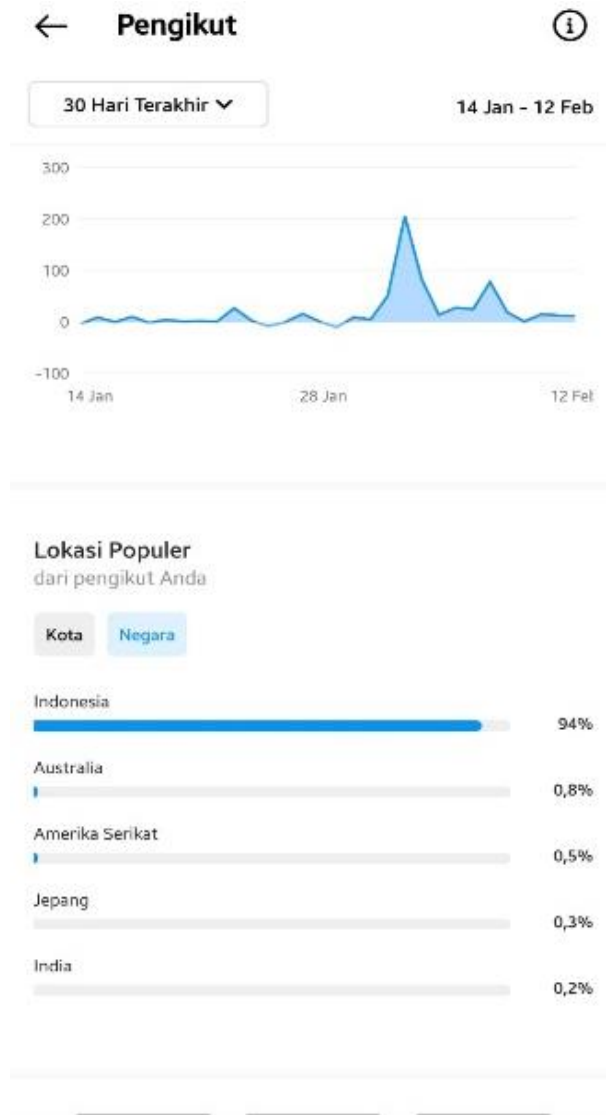 Pengikut
30 Hari Terakhir
14 Jan - 12 Feb
300
200
100
0
-100
14 Jan
28 Jan
12 Fel
Lokasi Populer
dari pengikut Anda
Kota
Negara
Indonesia
94%
Australia
0,8%
Amerika Serikat
0,5%
Jepang
0,3%
India
0,2%